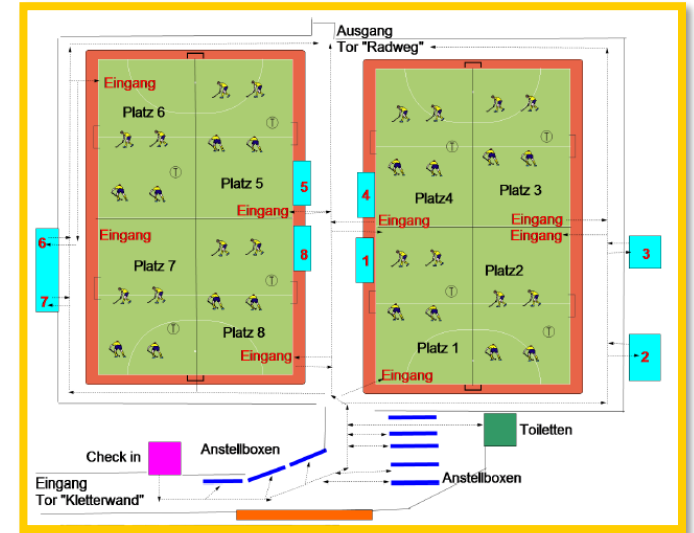 Ausgang
Tor "Radweg"
Eingang
Platz 6
T
T
Platz 5
5
Eingang
Eingang
6
8
Platz 7
T
7
T
Platz 8
Eingang
T
T
4
Platz4
Platz 3
Eingang
Eingang
Eingang
1
3
Platz2
T
T
Platz 1
2
Eingang
Toiletten
Check in
Anstellboxen
Anstellboxen
Eingang
Tor "Kletterwand"